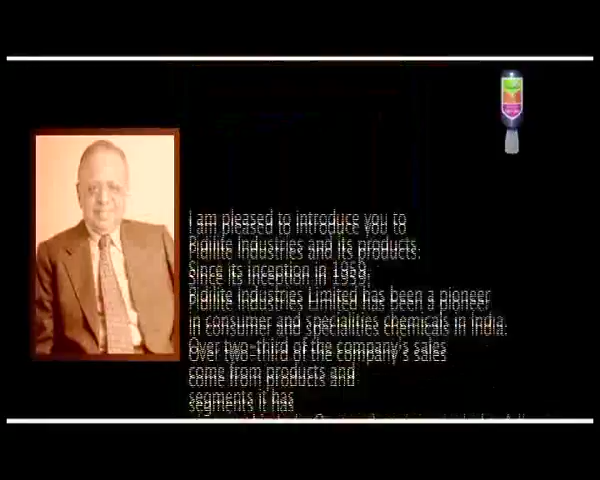 I am pleased to introduce you to
Pidilite Industries and its products.
Since its inception in 1959,
Pidilite Industries Limited has been a pioneer
in consumer and specialities chemicals in India.
Over two-third of the company's sales
come from products and
segments it has